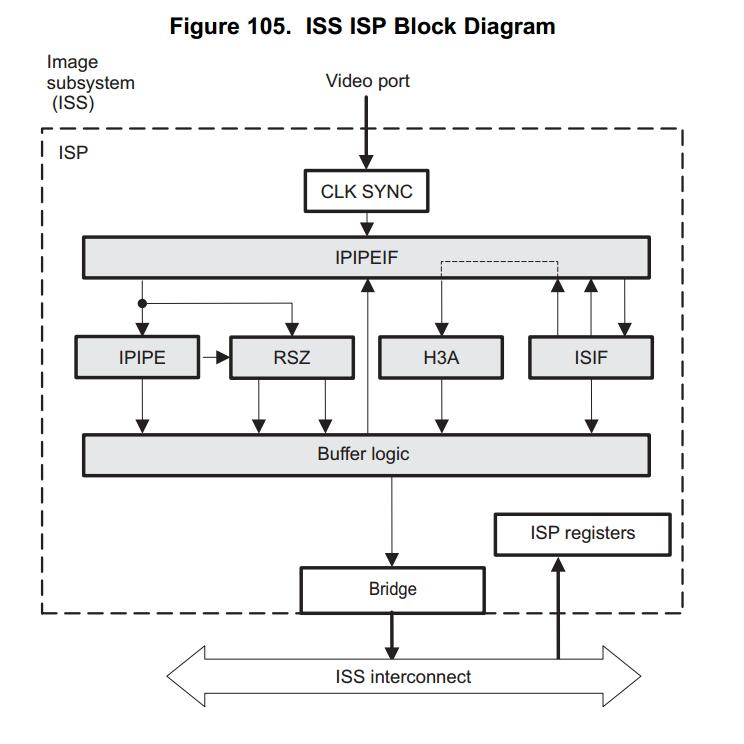 Figure 105. ISS ISP Block Diagram
Image
subsystem
(ISS)
Video port
ISP
CLK SYNC
IPIPEIF
IPIPE
RSZ
H3A
ISIF
Buffer logic
ISP registers
Bridge
ISS interconnect